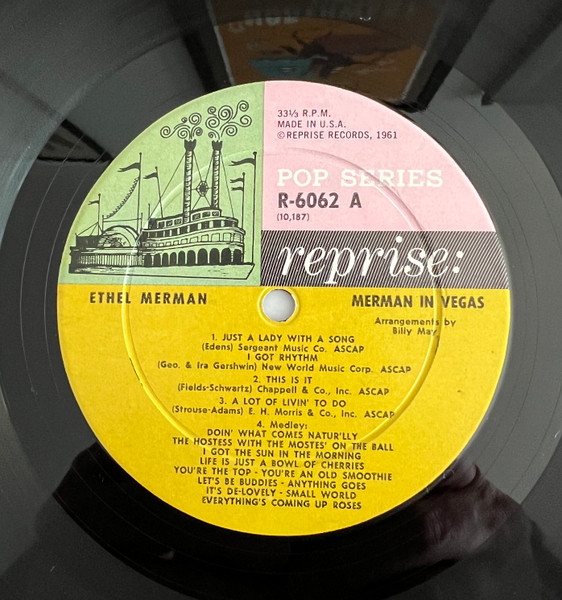 33⅓ R.P.M.
MADE IN U.S.A.
©REPRISE RECORDS, 1961
POP SERIES
R-6062 A
(10,187)
reprise:
ETHEL MERMAN
MERMAN IN VEGAS
Arrangements by
Billy May
1. JUST A LADY WITH A SONG
(Edens) Sergeant Music Co. ASCAP
I GOT RHYTHM
(Geo. & Ira Gershwin) New World Music Corp. ASCAP
2. THIS IS IT
(Fields-Schwartz) Chappell & Co., Inc. ASCAP
3. A LOT OF LIVIN' TO DO
(Strouse-Adams) E. H. Morris & Co., Inc. ASCAP
4. Medley:
DOIN' WHAT COMES NATUR'LLY
THE HOSTESS WITH THE MOSTES' ON THE BALL
I GOT THE SUN IN THE MORNING
LIFE IS JUST A BOWL OF CHERRIES
YOU'RE THE TOP - YOU'RE AN OLD SMOOTHIE
LET'S BE BUDDIES - ANYTHING GOES
IT'S DE-LOVELY - SMALL WORLD
EVERYTHING'S COMING UP ROSES